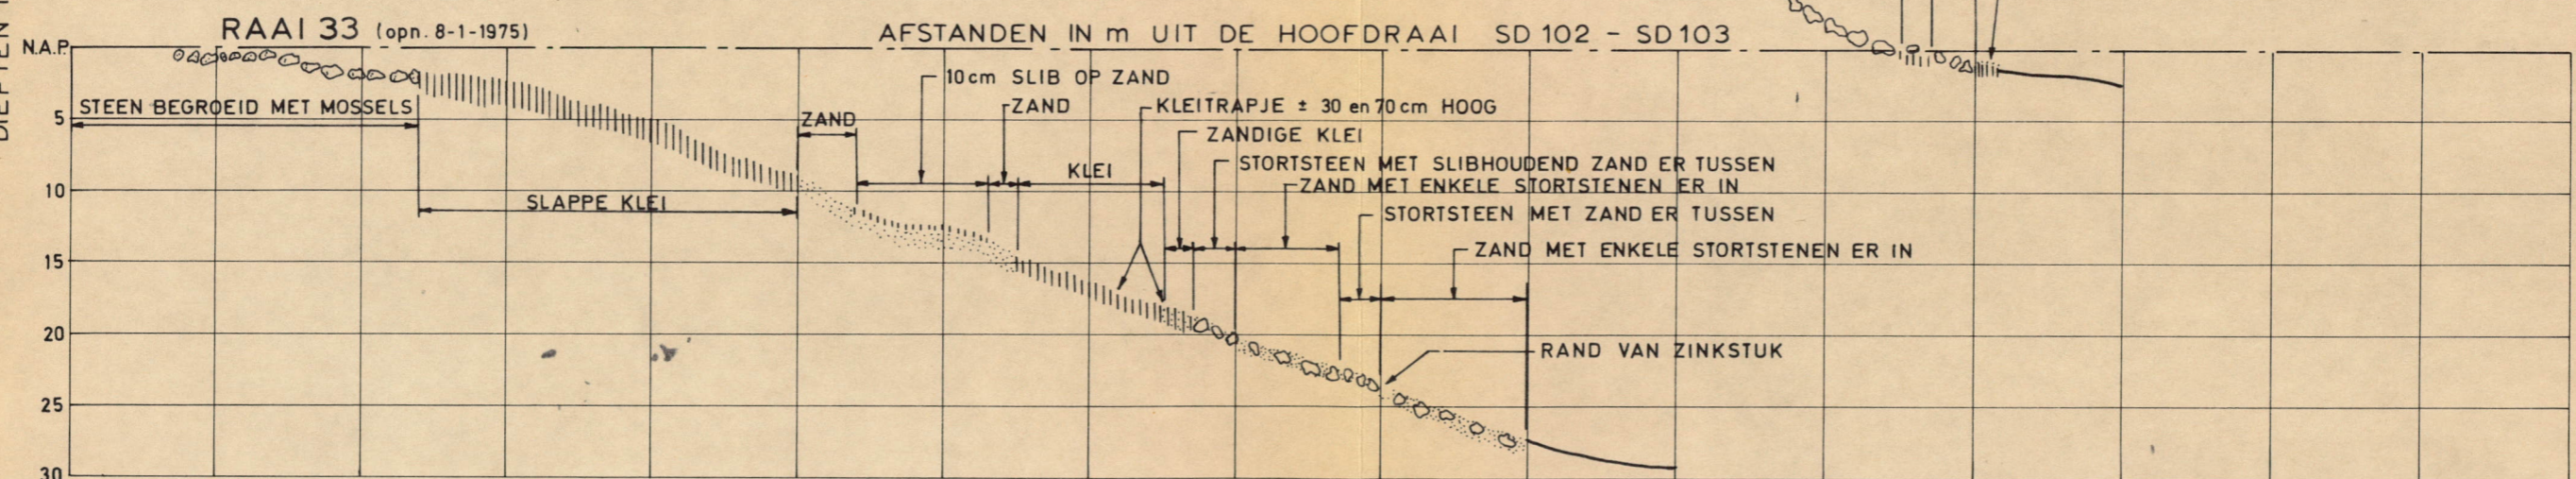 RAAI 33 (opn. 8-1-1975)
AFSTANDEN IN m UIT DE HOOFDRAAI SD 102 - SD 103
N.A.P.
10 cm SLIB OP ZAND
STEEN BEGROEID MET MOSSELS
ZAND
KLEITRAPJE ± 30 en 70 cm HOOG
5
ZAND
ZANDIGE KLEI
STORTSTEEN MET SLIBHOUDEND ZAND ER TUSSEN
KLEI
ZAND MET ENKELE STORTSTENEN ER IN
10
SLAPPE KLEI
STORTSTEEN MET ZAND ER TUSSEN
ZAND MET ENKELE STORTSTENEN ER IN
15
20
RAND VAN ZINKSTUK
25
30